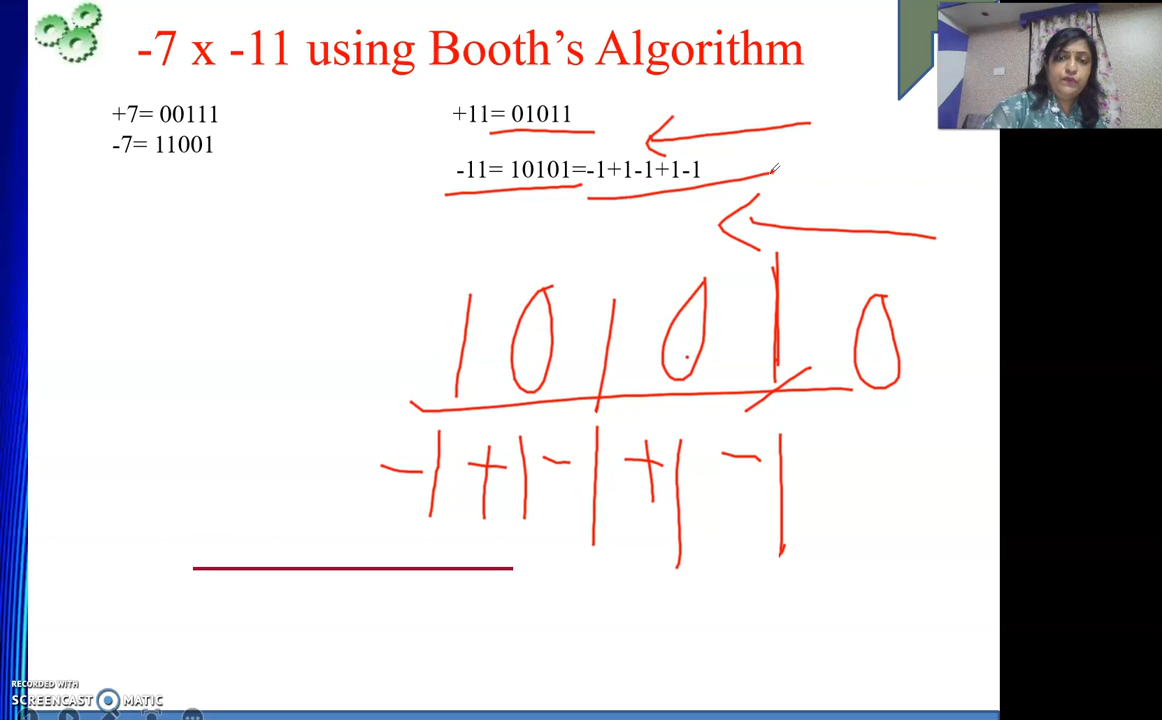 -7 x -11 using Booth's Algorithm
+7= 00111
-7= 11001
+11= 01011
-11= 10101=-1+1-1+1-1
1 0 1 0 1 0
-1 +1 -1 +1 -1
RECORDED WITH
SCREENCAST MATIC